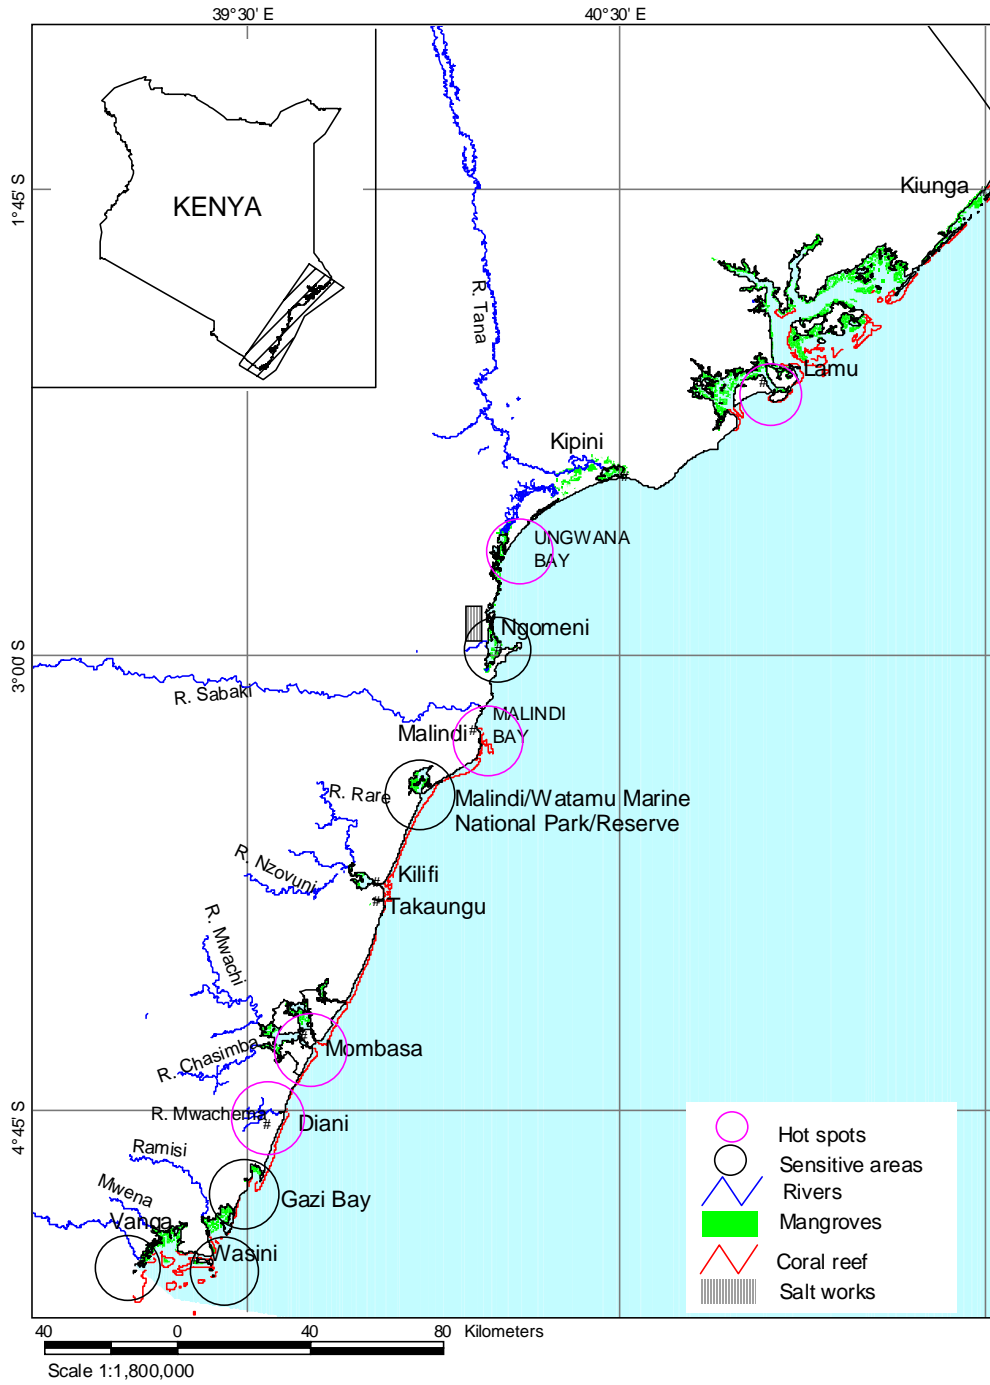 39°30' E
40°30' E
1°45' S
KENYA
Kiunga
R. Tana
Lamu
Kipini
UNGWANA
BAY
Ngomeni
3°00' S
R. Sabaki
MALINDI
BAY
Malindi
R. Rare
Malindi/Watamu Marine
National Park/Reserve
R. Nzovuni
Kilifi
Takaungu
R. Mwachi
R. Chasimba
Mombasa
4°45' S
R. Mwachema
Diani
Ramisi
Mwena
Gazi Bay
Vanga
Wasini
Hot spots
Sensitive areas
Rivers
Mangroves
Coral reef
Salt works
40 0 40 80 Kilometers
Scale 1:1,800,000